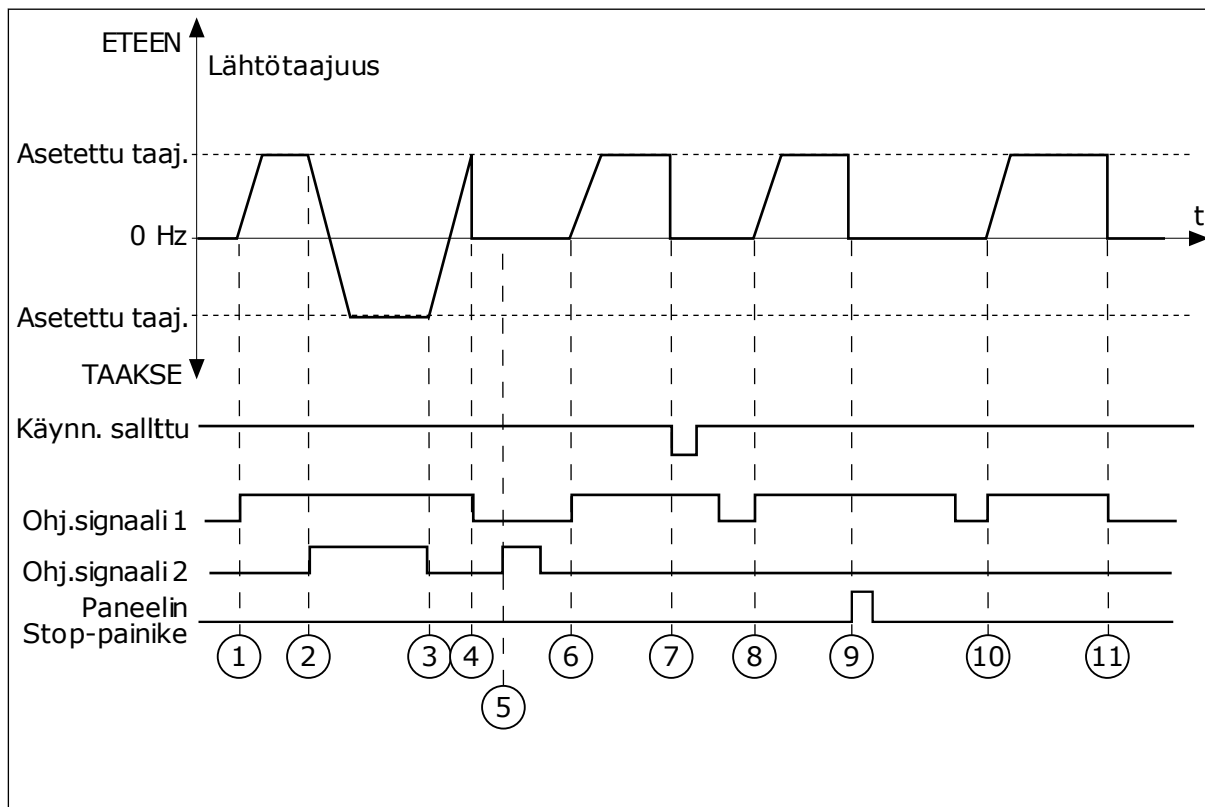 ETEEN
Lähtötaajuus
Asetettu taaj.
0 Hz
t
Asetettu taaj.
TAAKSE
Käynn. sallttu
Ohj.signaali 1
Ohj.signaali 2
Paneelin
Stop-painike
1 2 3 4 6 7 8 9 10 11
5